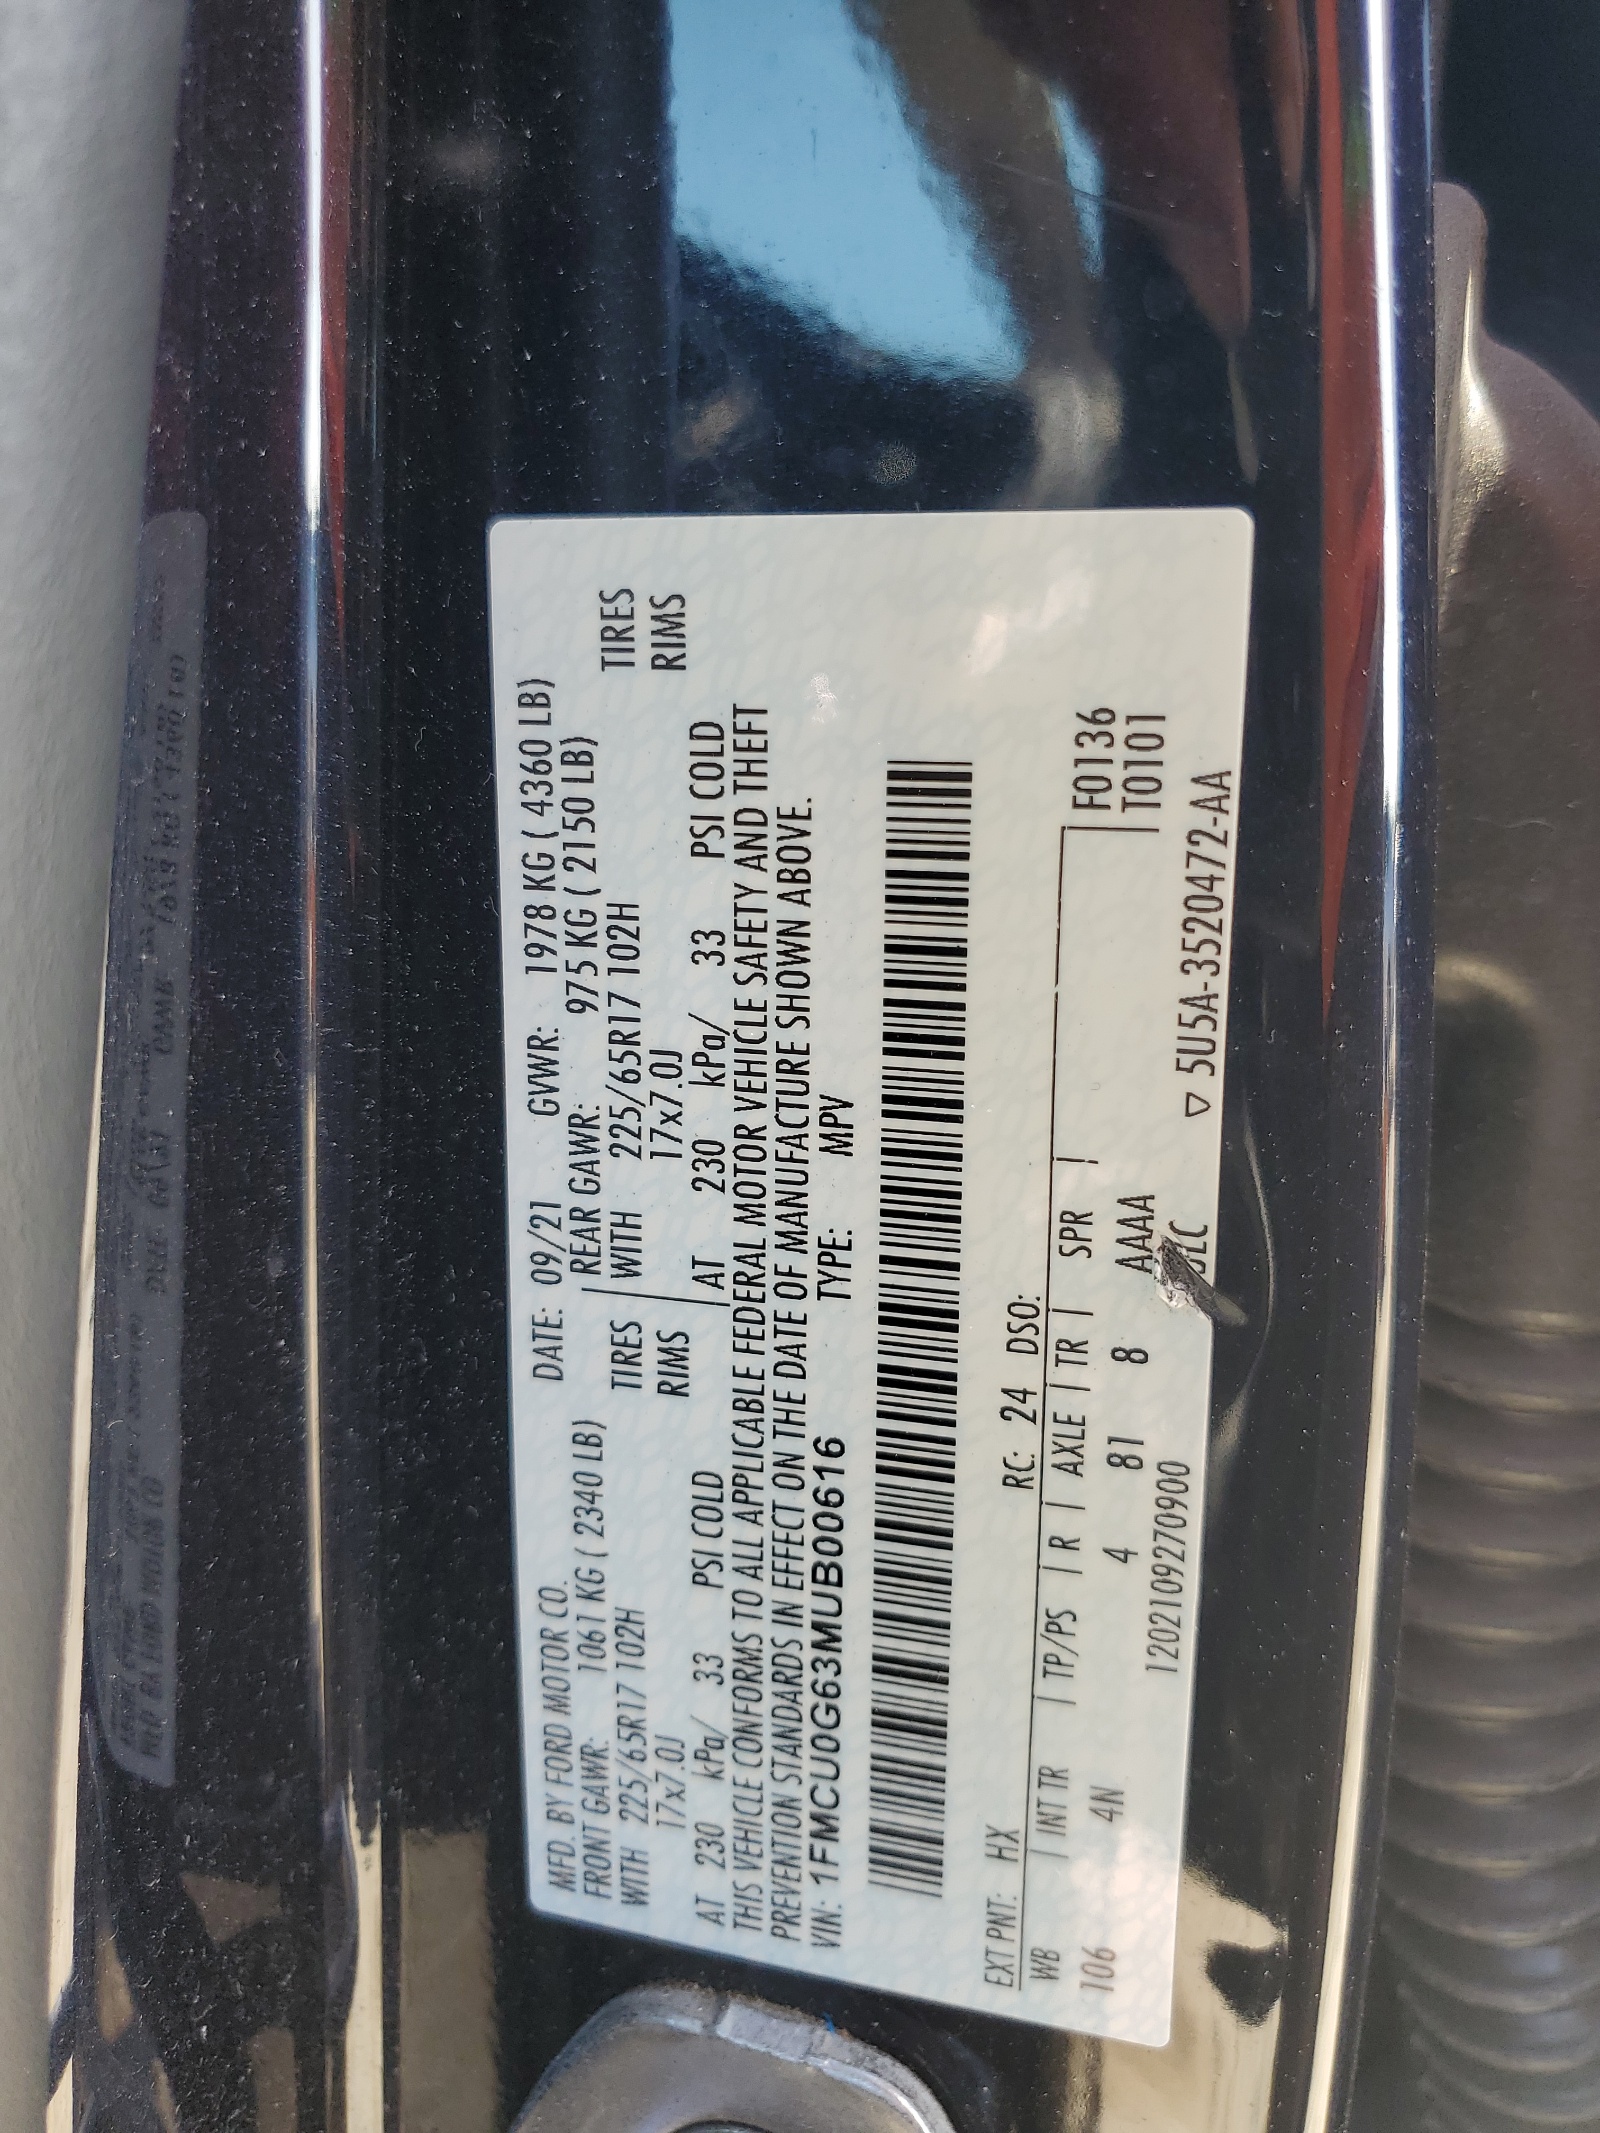 MFD. BY FORD MOTOR CO. DATE: 09/21 GVWR: 1978 KG ( 4360 LB)
FRONT GAWR: 1061 KG ( 2340 LB) REAR GAWR: 975 KG ( 2150 LB)
WITH 225/65R17 102H TIRES WITH 225/65R17 102H TIRES
17x7.0J RIMS 17x7.0J RIMS
AT 230 kPa/ 33 PSI COLD AT 230 kPa/ 33 PSI COLD
THIS VEHICLE CONFORMS TO ALL APPLICABLE FEDERAL MOTOR VEHICLE SAFETY AND THEFT
PREVENTION STANDARDS IN EFFECT ON THE DATE OF MANUFACTURE SHOWN ABOVE.
VIN: 1FMCU0G63MUB00616 TYPE: MPV
EXT PNT: HX RC: 24 DSO:
WB | INT TR | TP/PS | R | AXLE | TR | SPR | F0136
106 4N 4 81 8 AAAA T0101
1202109270900 ▽ 5U5A-3520472-AA